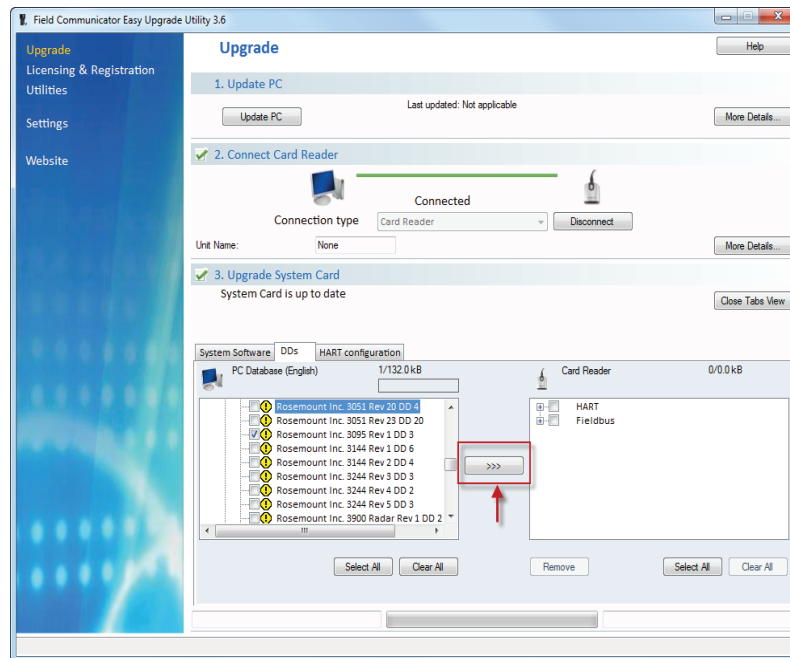 Field Communicator Easy Upgrade Utility 3.6
Upgrade
Licensing & Registration
Utilities
Settings
Website
Upgrade
Help
1. Update PC
Update PC
Last updated: Not applicable
More Details...
2. Connect Card Reader
Connected
Connection type
Card Reader
Disconnect
Unit Name:
None
More Details...
3. Upgrade System Card
System Card is up to date
Close Tabs View
System Software
DDs
HART configuration
PC Database (English)
1/132.0 kB
Card Reader
0/0.0 kB
Rosemount Inc. 3051 Rev 20 DD 4
Rosemount Inc. 3051 Rev 23 DD 20
Rosemount Inc. 3095 Rev 1 DD 3
Rosemount Inc. 3144 Rev 1 DD 6
Rosemount Inc. 3144 Rev 2 DD 4
Rosemount Inc. 3244 Rev 3 DD 3
Rosemount Inc. 3244 Rev 4 DD 2
Rosemount Inc. 3244 Rev 5 DD 3
Rosemount Inc. 3900 Radar Rev 1 DD 2
>>>
HART
Fieldbus
Select All
Clear All
Remove
Select All
Clear All